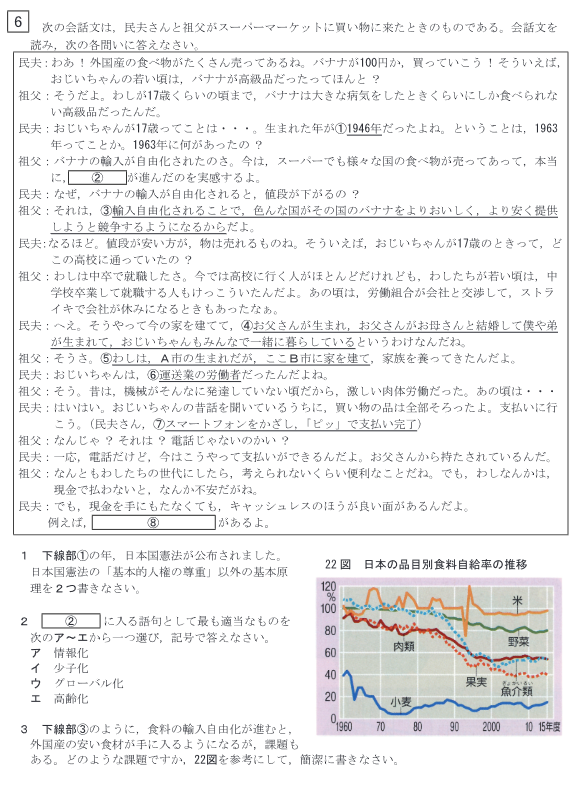 6 次の会話文は，民夫さんと祖父がスーパーマーケットに買い物に来たときのものである。会話文を
読み，次の各問いに答えなさい。
民夫：わあ！外国産の食べ物がたくさん売ってあるね。バナナが100円か，買っていこう！そういえば，
おじいちゃんの若い頃は，バナナが高級品だったってほんと？
祖父：そうだよ。わしが17歳くらいの頃まで，バナナは大きな病気をしたときくらいにしか食べられな
い高級品だったんだ。
民夫：おじいちゃんが17歳ってことは・・・。生まれた年が①1946年だったよね。ということは，1963
年ってことか。1963年に何があったの？
祖父：バナナの輸入が自由化されたのさ。今は，スーパーでも様々な国の食べ物が売ってあって，本当
に，②が進んだのを実感するよ。
民夫：なぜ，バナナの輸入が自由化されると，値段が下がるの？
祖父：それは，③輸入自由化されることで，色んな国がその国のバナナをよりおいしく，より安く提供
しようと競争するようになるからだよ。
民夫：なるほど。値段が安い方が，物は売れるものね。そういえば，おじいちゃんが17歳のときって，ど
この高校に通っていたの？
祖父：わしは中卒で就職したさ。今では高校に行く人がほとんどだけれども，わしたちが若い頃は，中
学校卒業して就職する人もけっこういたんだよ。あの頃は，労働組合が会社と交渉して，ストラ
イキで会社が休みになるときもあったなぁ。
民夫：へえ。そうやって今の家を建てて，④お父さんが生まれ，お父さんがお母さんと結婚して僕や弟
が生まれて，おじいちゃんもみんなで一緒に暮らしているというわけなんだね。
祖父：そうさ。⑤わしは，A市の生まれだが，ここB市に家を建て，家族を養ってきたんだよ。
民夫：おじいちゃんは，⑥運送業の労働者だったんだよね。
祖父：そう。昔は，機械がそんなに発達していない頃だから，激しい肉体労働だった。あの頃は・・・
民夫：はいはい。おじいちゃんの昔話を聞いているうちに，買い物の品は全部そろったよ。支払いに行
こう。（民夫さん，⑦スマートフォンをかざし，「ピッ」で支払い完了）
祖父：なんじゃ？それは？電話じゃないのかい？
民夫：一応，電話だけど，今はこうやって支払いができるんだよ。お父さんから持たされているんだ。
祖父：なんともわしたちの世代にしたら，考えられないくらい便利なことだね。でも，わしなんかは，
現金で払わないと，なんか不安だがね。
民夫：でも，現金を手にもたなくても，キャッシュレスのほうが良い面があるんだよ。
例えば，⑧があるよ。
1 下線部①の年，日本国憲法が公布されました。
日本国憲法の「基本的人権の尊重」以外の基本原
理を２つ書きなさい。
2 ②に入る語句として最も適当なものを
次のア～エから一つ選び，記号で答えなさい。
ア 情報化
イ 少子化
ウ グローバル化
エ 高齢化
3 下線部③のように，食料の輸入自由化が進むと，
外国産の安い食材が手に入るようになるが，課題も
ある。どのような課題ですか，22図を参考にして，簡潔に書きなさい。
22図 日本の品目別食料自給率の推移
120
%
100
80
60
40
20
0
米
野菜
肉類
果実
ぎょかいるい
魚介類
小麦
1960 70 80 90 2000 10 15年度